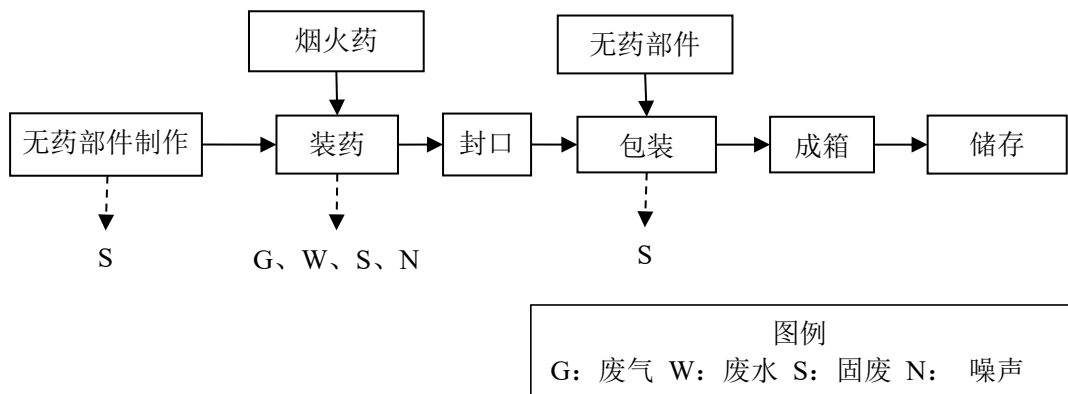 烟火药
无药部件
无药部件制作
装药
封口
包装
成箱
储存
S
G、W、S、N
S
图例
G：废气 W：废水 S：固废 N： 噪声